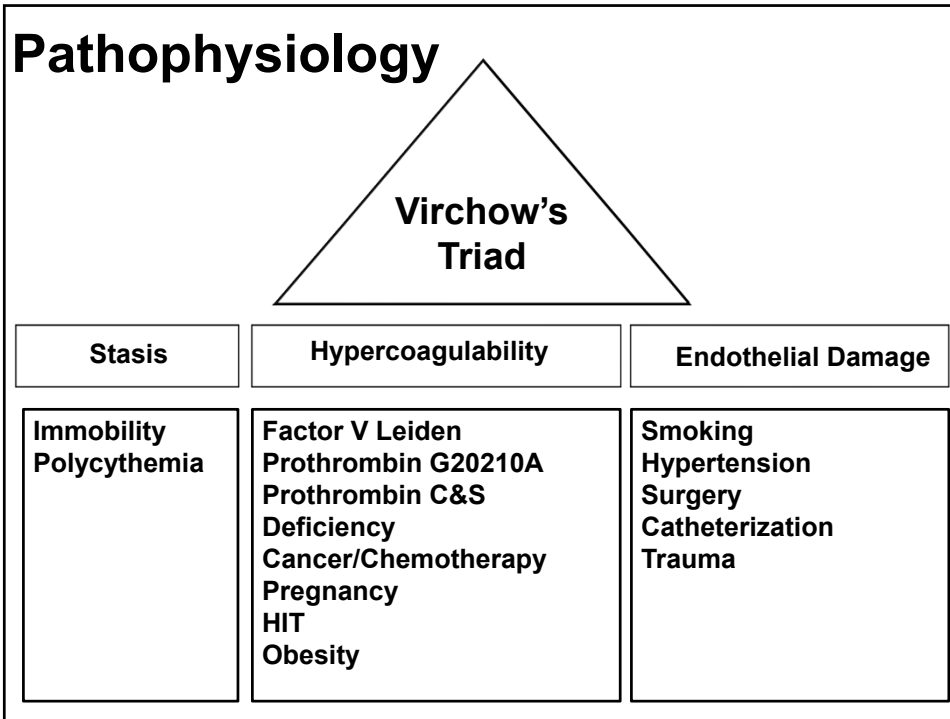 Pathophysiology
Virchow’s
Triad
Stasis
Hypercoagulability
Endothelial Damage
Immobility
Polycythemia
Factor V Leiden
Prothrombin G20210A
Prothrombin C&S
Deficiency
Cancer/Chemotherapy
Pregnancy
HIT
Obesity
Smoking
Hypertension
Surgery
Catheterization
Trauma